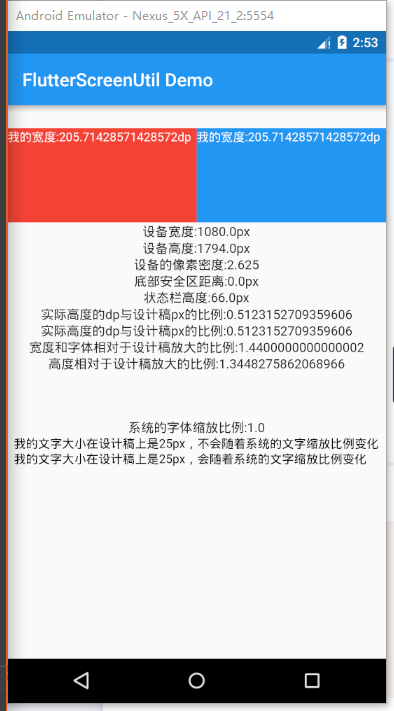 Android Emulator - Nexus_5X_API_21_2:5554
2:53
FlutterScreenUtil Demo
我的宽度:205.71428571428572dp 我的宽度:205.71428571428572dp
设备宽度:1080.0px
设备高度:1794.0px
设备的像素密度:2.625
底部安全区距离:0.0px
状态栏高度:66.0px
实际高度的dp与设计稿px的比例:0.5123152709359606
实际高度的dp与设计稿px的比例:0.5123152709359606
宽度和字体相对于设计稿放大的比例:1.4400000000000002
高度相对于设计稿放大的比例:1.3448275862068966
系统的字体缩放比例:1.0
我的文字大小在设计稿上是25px，不会随着系统的文字缩放比例变化
我的文字大小在设计稿上是25px，会随着系统的文字缩放比例变化